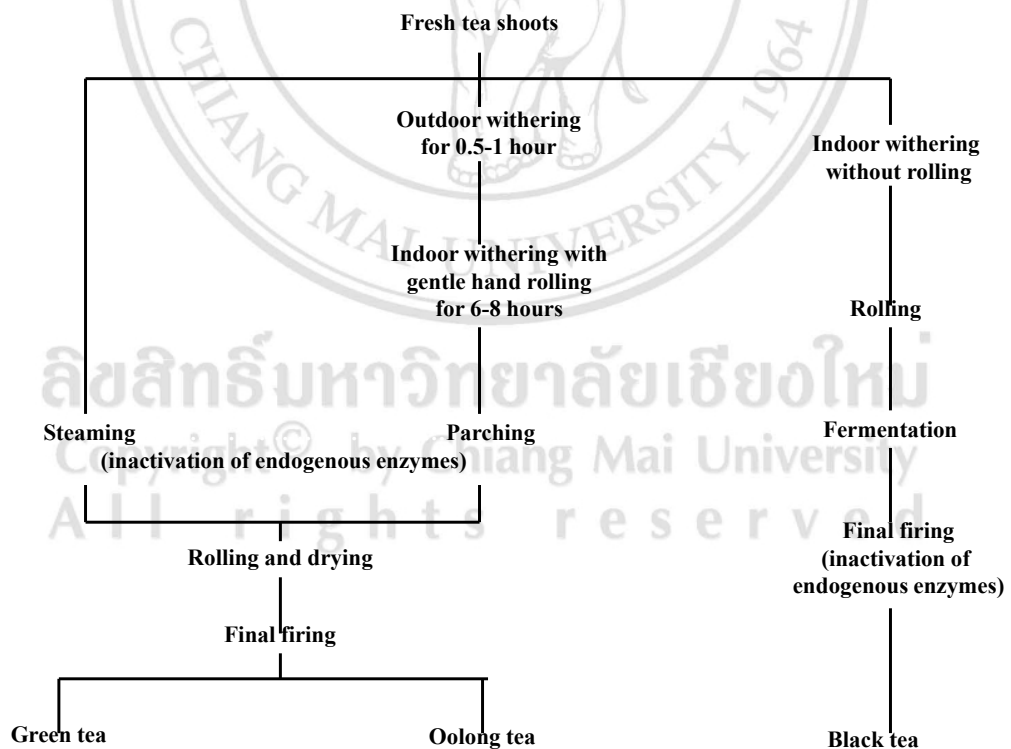 Fresh tea shoots
CHIANG MAI UNIVERSITY 1964
Outdoor withering
for 0.5-1 hour
Indoor withering
without rolling
Indoor withering with
gentle hand rolling
for 6-8 hours
Rolling
ลิขสิทธิ์มหาวิทยาลัยเชียงใหม่
Steaming
Parching
Fermentation
(inactivation of endogenous enzymes)
Copyright© by Chiang Mai University
All rights reserved
Final firing
(inactivation of
endogenous enzymes)
Rolling and drying
Final firing
Green tea
Oolong tea
Black tea